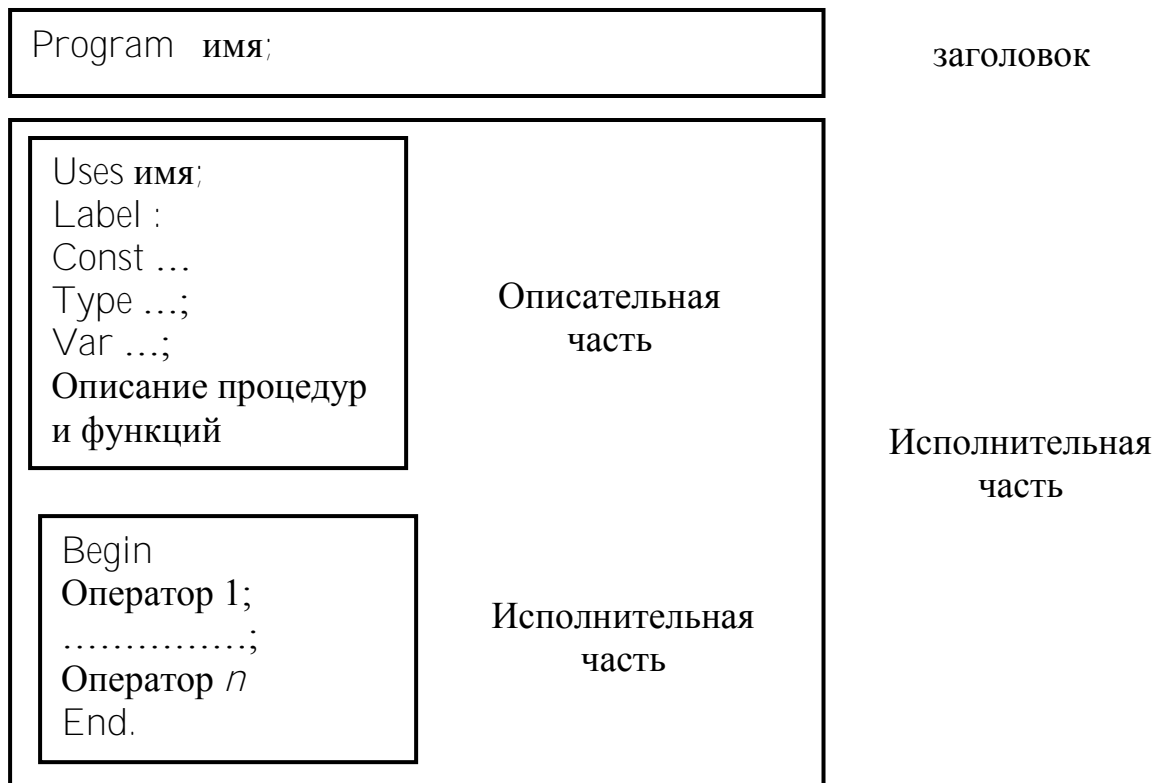 Program имя;
заголовок
Uses имя;
Label :
Const …
Type …;
Var …;
Описание процедур
и функций
Описательная
часть
Исполнительная
часть
Begin
Оператор 1;
……………;
Оператор n
End.
Исполнительная
часть